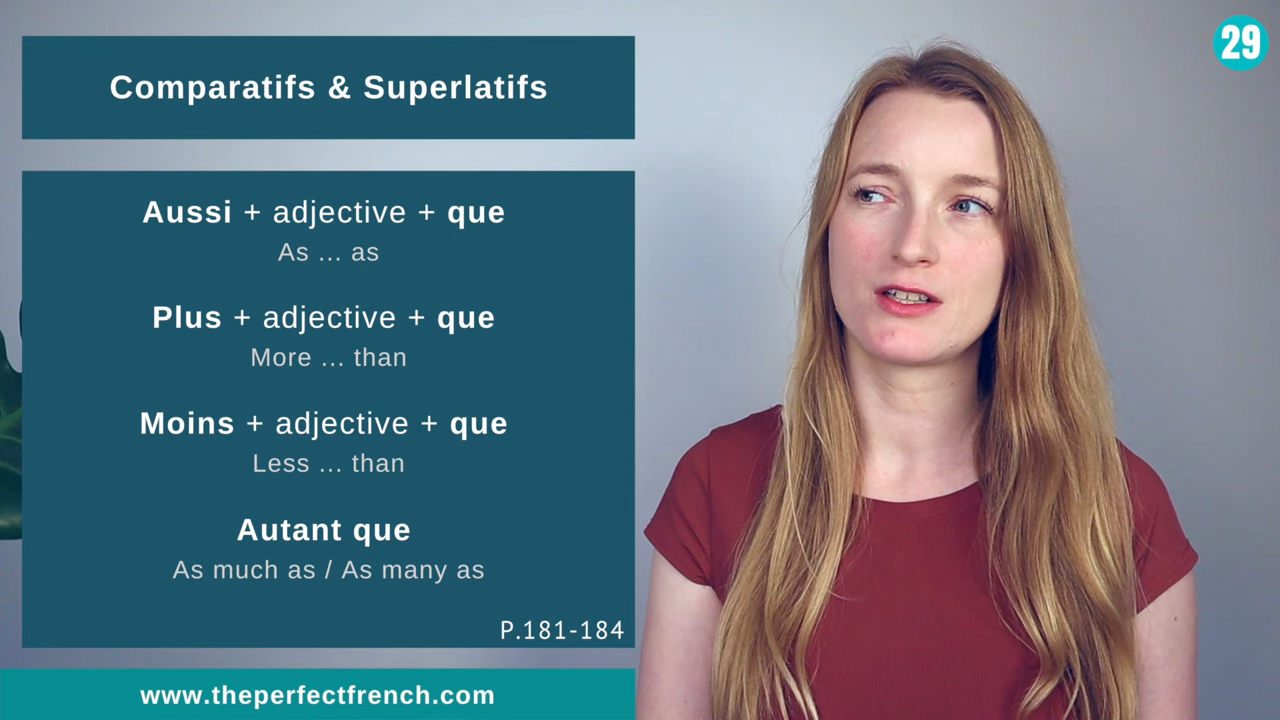 Comparatifs & Superlatifs
29
Aussi + adjective + que
As ... as
Plus + adjective + que
More ... than
Moins + adjective + que
Less ... than
Autant que
As much as / As many as
P.181-184
www.theperfectfrench.com